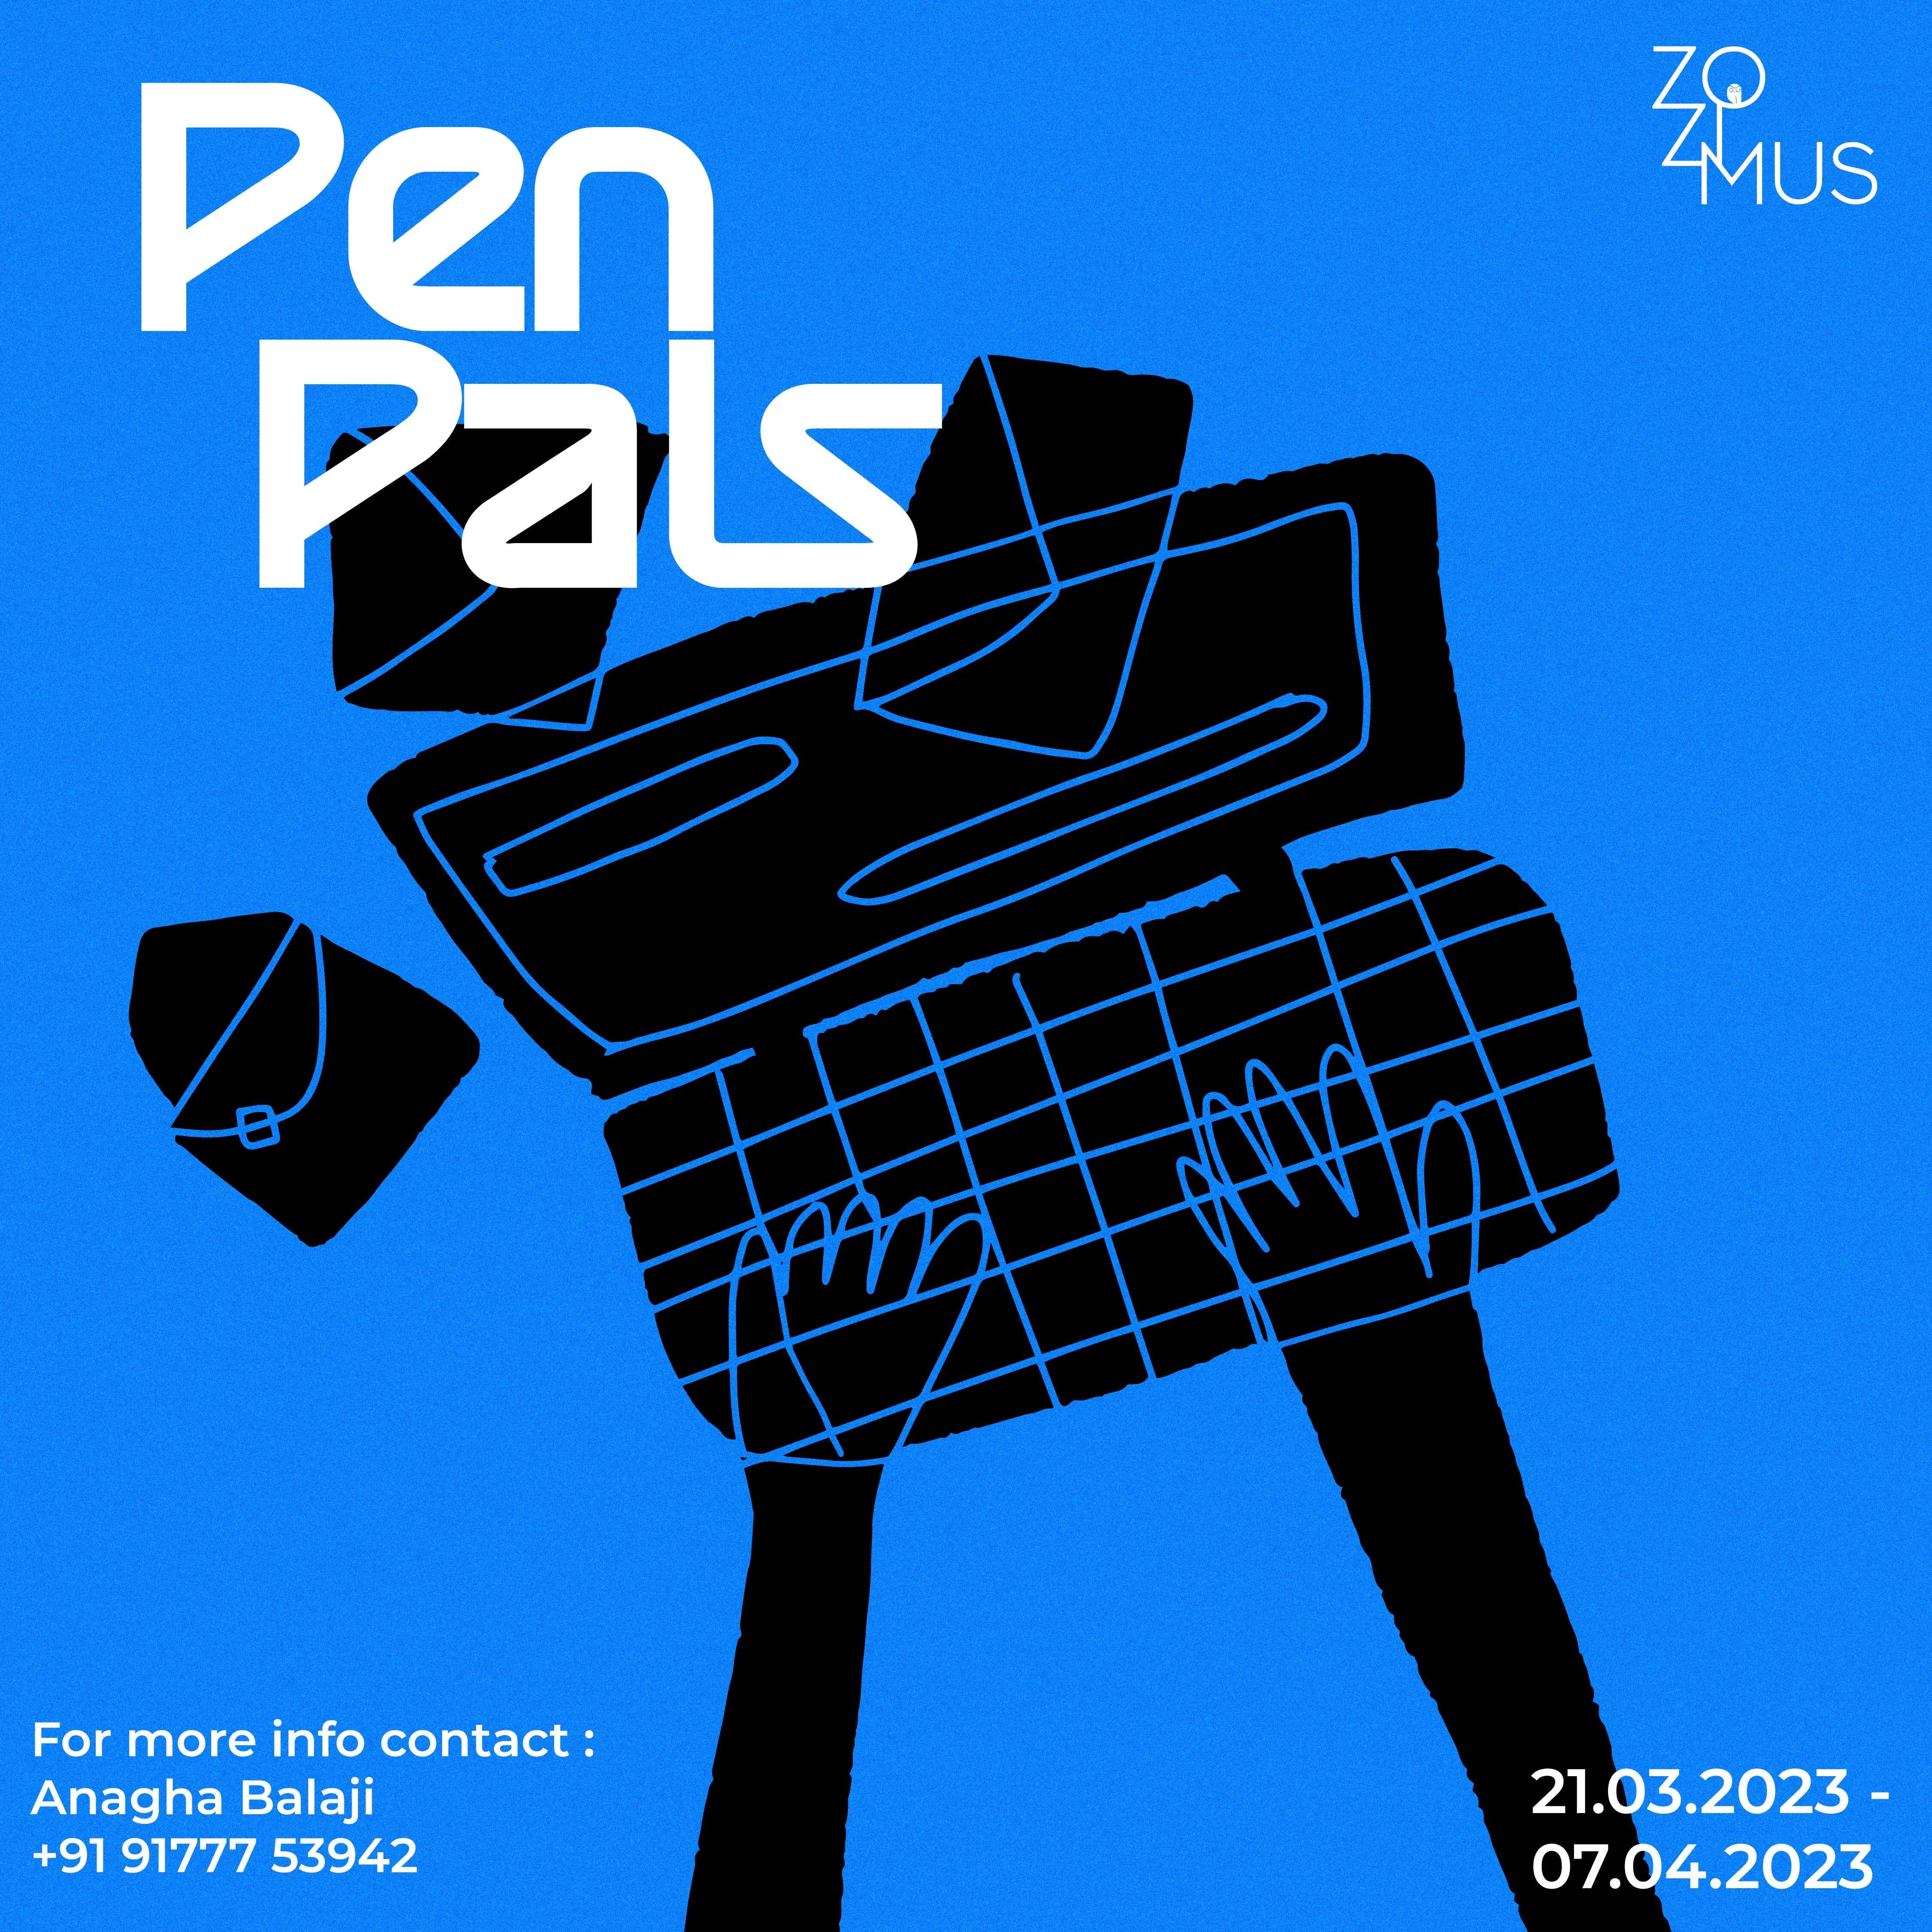 Pen
Pals
ZO
ZI
MUS
For more info contact :
Anagha Balaji
+91 91777 53942
21.03.2023 -
07.04.2023